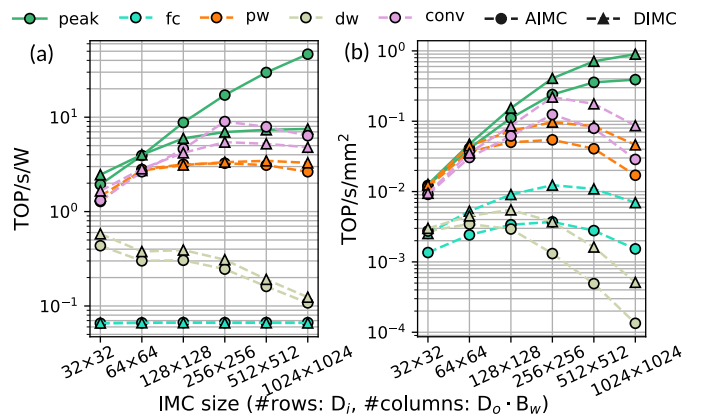 peak fc pw dw conv AIMC DIMC
(a) (b)
TOP/s/W
10¹
10⁰
10⁻¹
32×32 64×64 128×128 256×256 512×512 1024×1024
TOP/s/mm²
10⁰
10⁻¹
10⁻²
10⁻³
10⁻⁴
32×32 64×64 128×128 256×256 512×512 1024×1024
IMC size (#rows: Dᵢ, #columns: Dₒ · B_w)